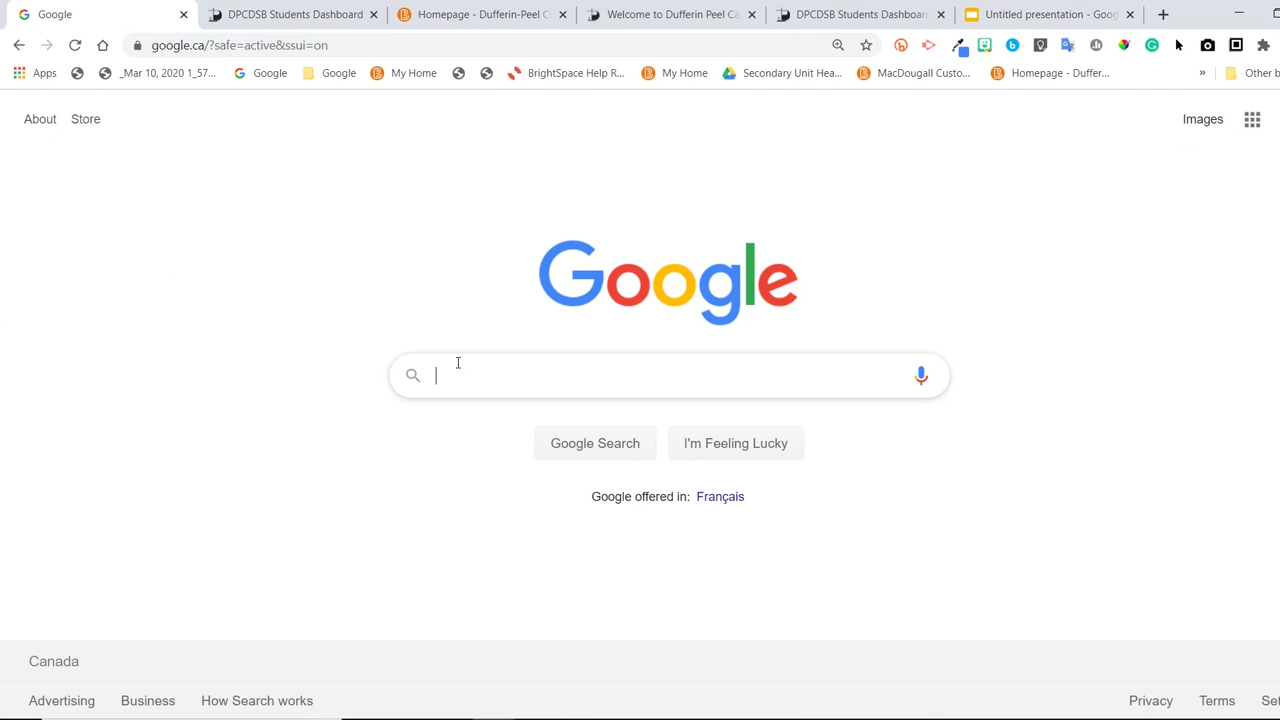 Google
DPCDSB Students Dashboard
Homepage - Dufferin-Peel C
Welcome to Dufferin Peel Ca
DPCDSB Students Dashboar
Untitled presentation - Goog
google.ca/?safe=active&ssui=on
Apps
_Mar 10, 2020 1_57...
Google
Google
My Home
BrightSpace Help R...
My Home
Secondary Unit Hea...
MacDougall Custo...
Homepage - Duffer...
»
Other b
About
Store
Images
Google
Google Search
I'm Feeling Lucky
Google offered in: Français
Canada
Advertising
Business
How Search works
Privacy
Terms
Set